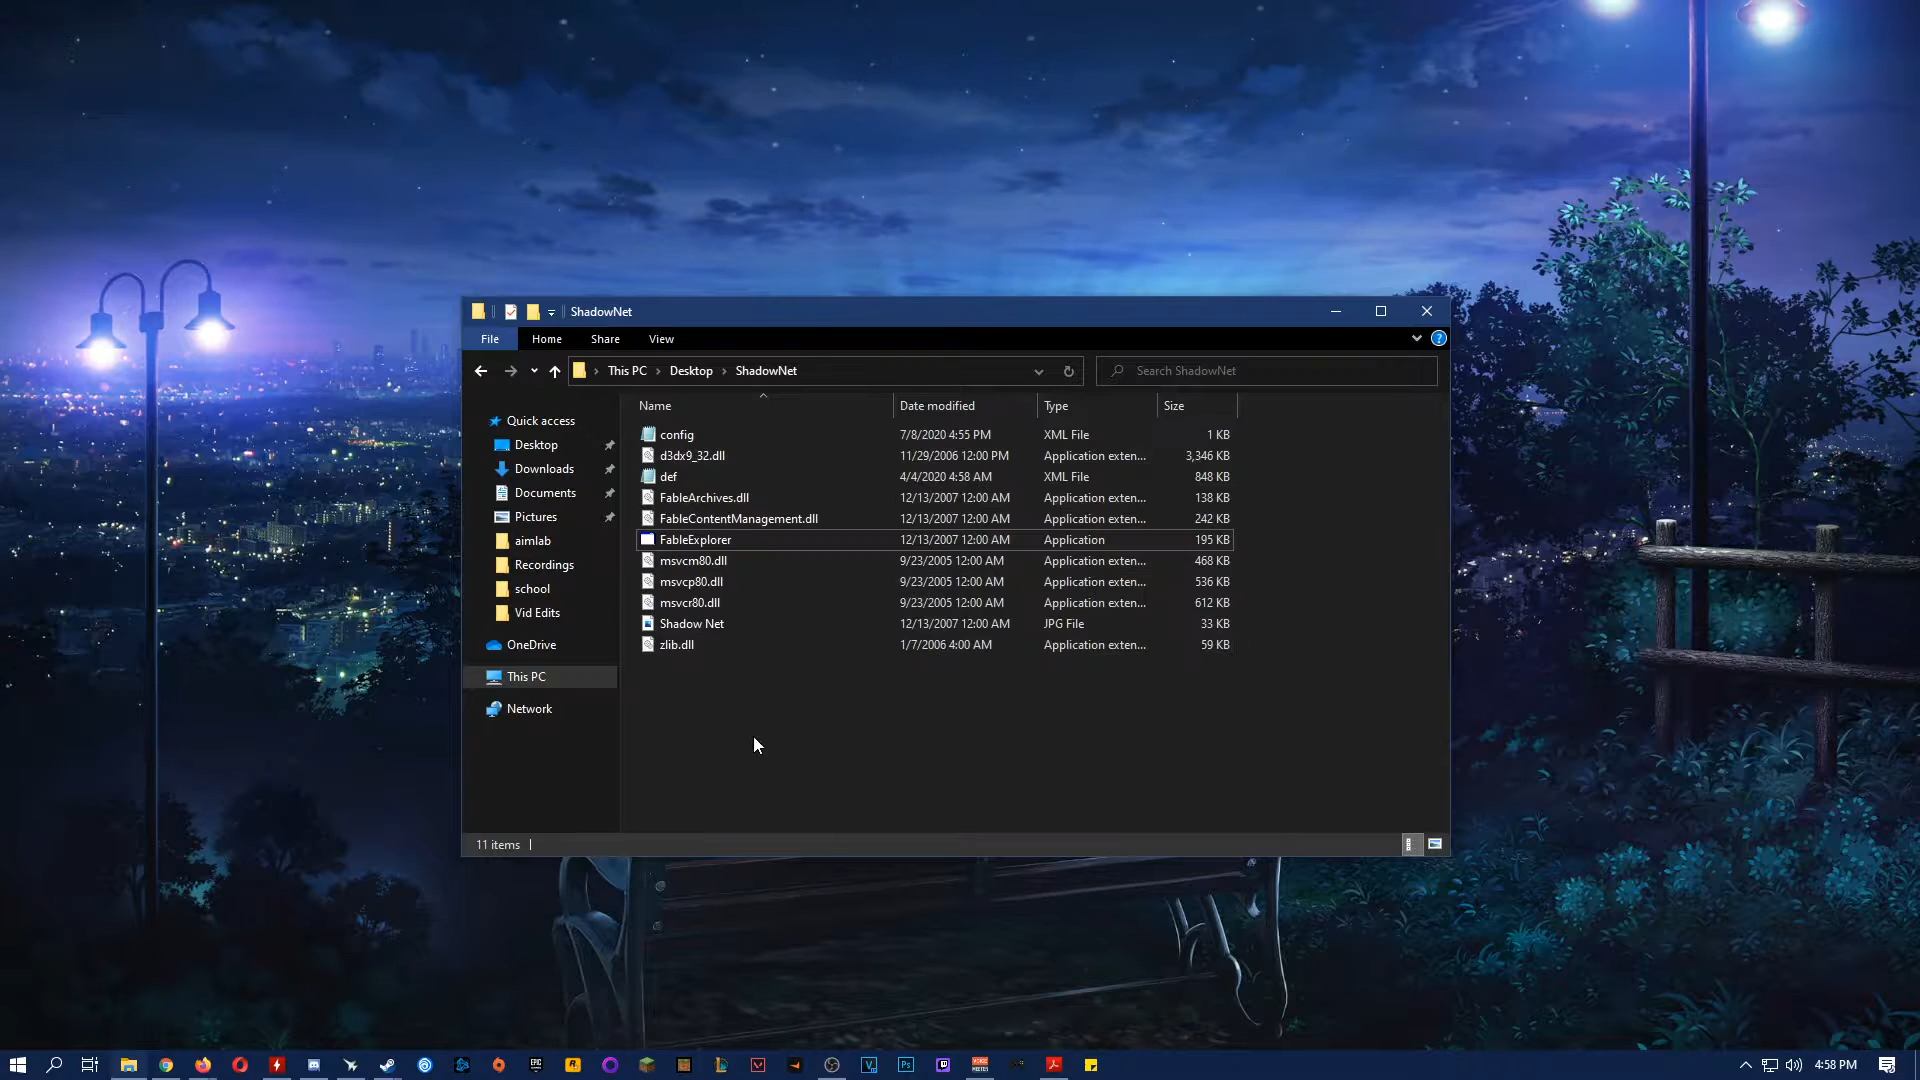 ShadowNet
File Home Share View
This PC Desktop ShadowNet Search ShadowNet
Name Date modified Type Size
Quick access
Desktop
Downloads
Documents
Pictures
aimlab
Recordings
school
Vid Edits
OneDrive
This PC
Network
config 7/8/2020 4:55 PM XML File 1 KB
d3dx9_32.dll 11/29/2006 12:00 PM Application exten... 3,346 KB
def 4/4/2020 4:58 AM XML File 848 KB
FableArchives.dll 12/13/2007 12:00 AM Application exten... 138 KB
FableContentManagement.dll 12/13/2007 12:00 AM Application exten... 242 KB
FableExplorer 12/13/2007 12:00 AM Application 195 KB
msvcm80.dll 9/23/2005 12:00 AM Application exten... 468 KB
msvcp80.dll 9/23/2005 12:00 AM Application exten... 536 KB
msvcr80.dll 9/23/2005 12:00 AM Application exten... 612 KB
Shadow Net 12/13/2007 12:00 AM JPG File 33 KB
zlib.dll 1/7/2006 4:00 AM Application exten... 59 KB
11 items
EPIC
Ps
4:58 PM